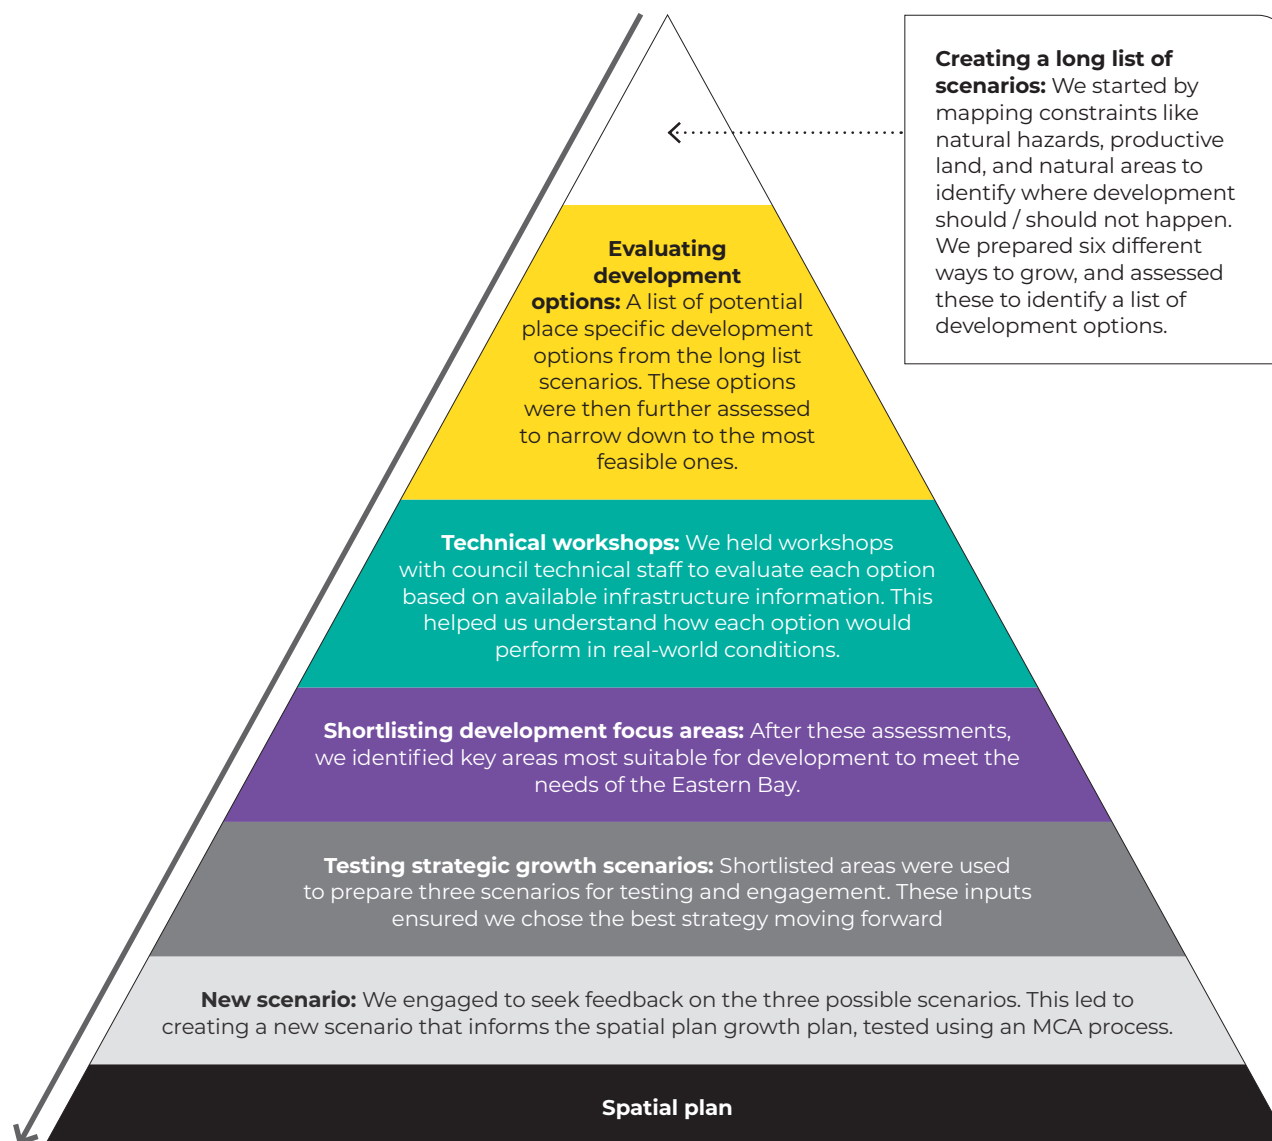 Creating a long list of
scenarios: We started by
mapping constraints like
natural hazards, productive
land, and natural areas to
identify where development
should / should not happen.
We prepared six different
ways to grow, and assessed
these to identify a list of
development options.
Evaluating
development
options: A list of potential
place specific development
options from the long list
scenarios. These options
were then further assessed
to narrow down to the most
feasible ones.
Technical workshops: We held workshops
with council technical staff to evaluate each option
based on available infrastructure information. This
helped us understand how each option would
perform in real-world conditions.
Shortlisting development focus areas: After these assessments,
we identified key areas most suitable for development to meet the
needs of the Eastern Bay.
Testing strategic growth scenarios: Shortlisted areas were used
to prepare three scenarios for testing and engagement. These inputs
ensured we chose the best strategy moving forward
New scenario: We engaged to seek feedback on the three possible scenarios. This led to
creating a new scenario that informs the spatial plan growth plan, tested using an MCA process.
Spatial plan